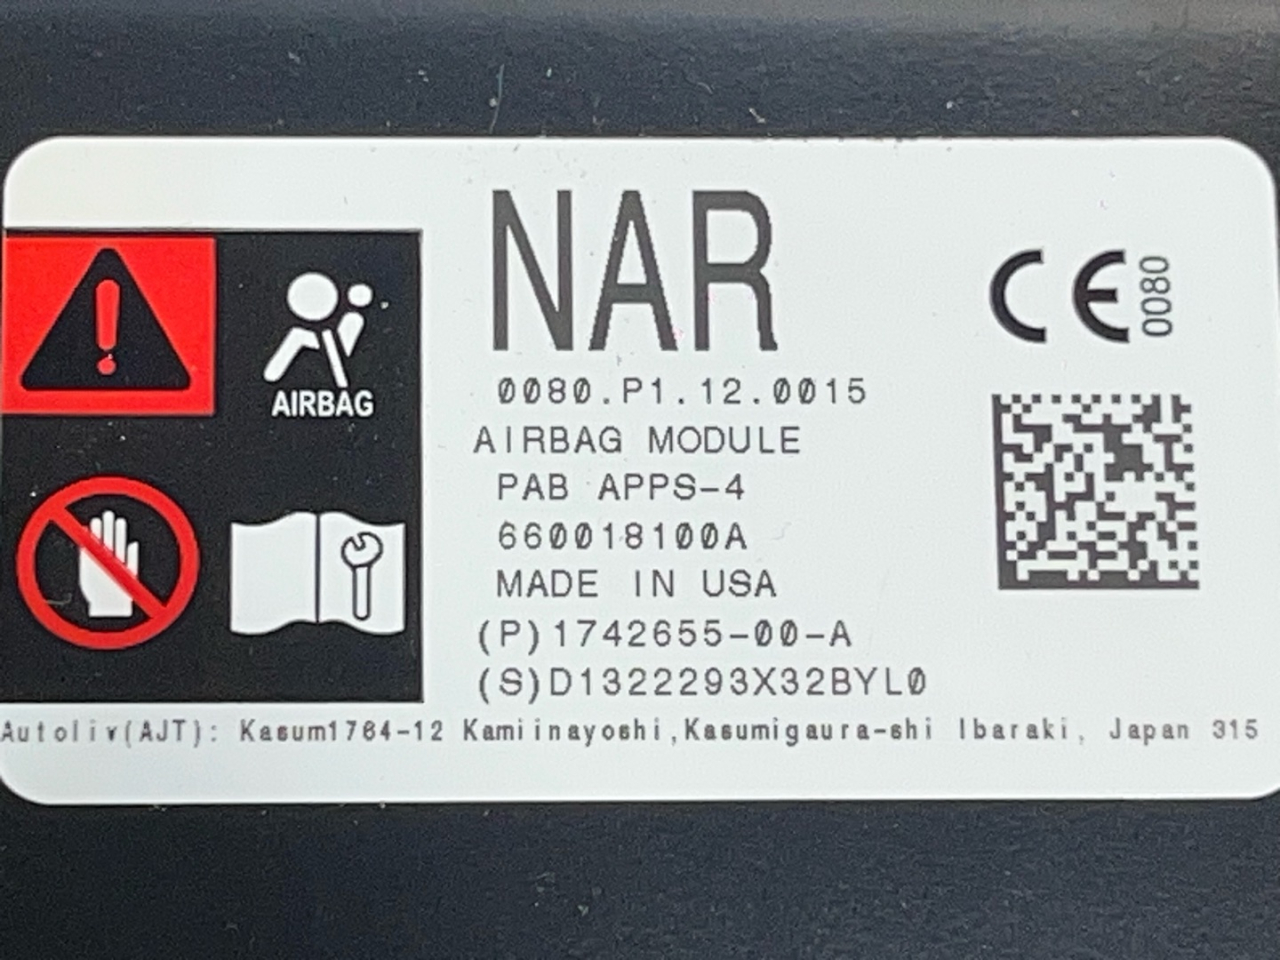 NAR
CE 0080
0080.P1.12.0015
AIRBAG
AIRBAG MODULE
PAB APPS-4
660018100A
MADE IN USA
(P)1742655-00-A
(S)D1322293X32BYL0
Autoliv(AJT): Kasum1764-12 Kamiinayoshi,Kasumigaura-shi Ibaraki, Japan 315